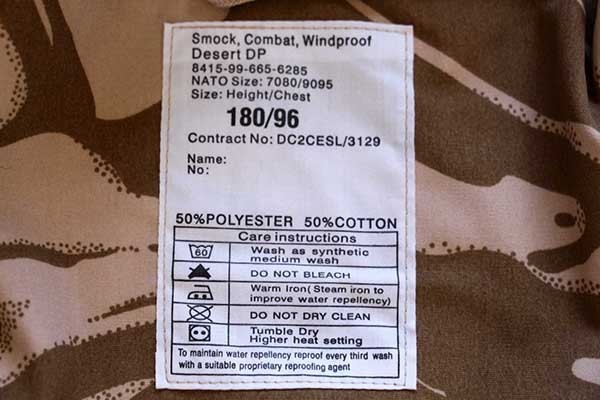 Smock, Combat, Windproof
Desert DP
8415-99-665-6285
NATO Size: 7080/9095
Size: Height/Chest
180/96
Contract No: DC2CESL/3129
Name:
No:
50%POLYESTER 50%COTTON
Care instructions
60
Wash as synthetic
medium wash
DO NOT BLEACH
Warm Iron( Steam iron to
improve water repellency)
DO NOT DRY CLEAN
Tumble Dry
Higher heat setting
To maintain water repellency reproof every third wash
with a suitable proprietary reproofing agent